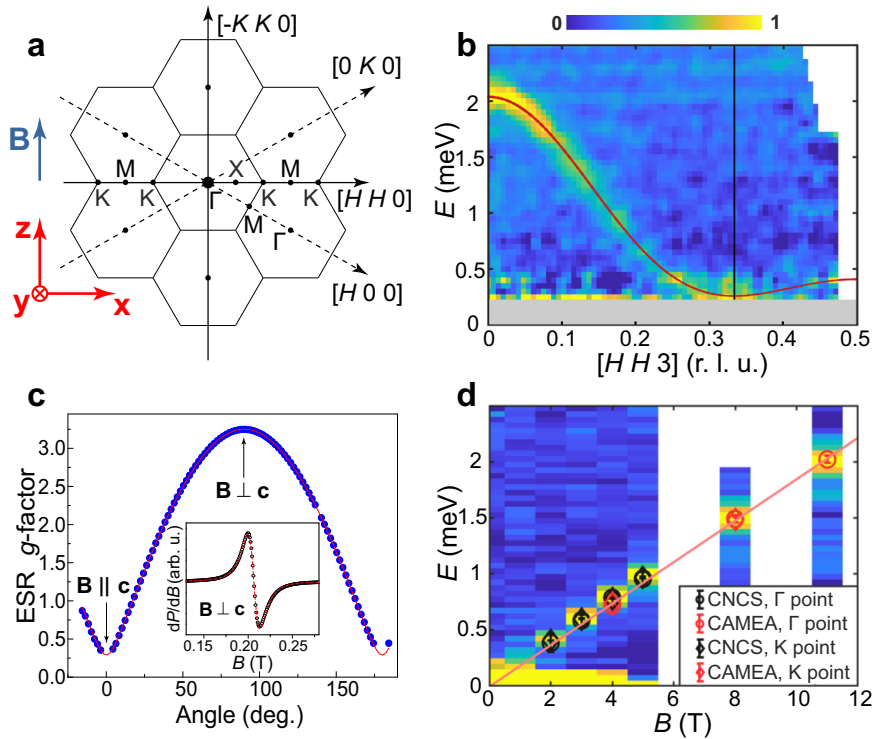 a
[-K K 0]
[0 K 0]
B
M
X
M
K
K
Γ
K
K
[H H 0]
M
Γ
z
y
x
[H 0 0]
0
1
b
E (meV)
2
1.5
1
0.5
0
0
0.1
0.2
0.3
0.4
0.5
[H H 3] (r. l. u.)
c
ESR g-factor
3.0
2.5
2.0
1.5
1.0
0.5
0.0
B ⊥ c
B || c
dP/dB (arb. u.)
B ⊥ c
0.15
0.20
0.25
B (T)
0
50
100
150
Angle (deg.)
d
E (meV)
2
1.5
1
0.5
0
CNCS, Γ point
CAMEA, Γ point
CNCS, K point
CAMEA, K point
0
2
4
6
8
10
12
B (T)